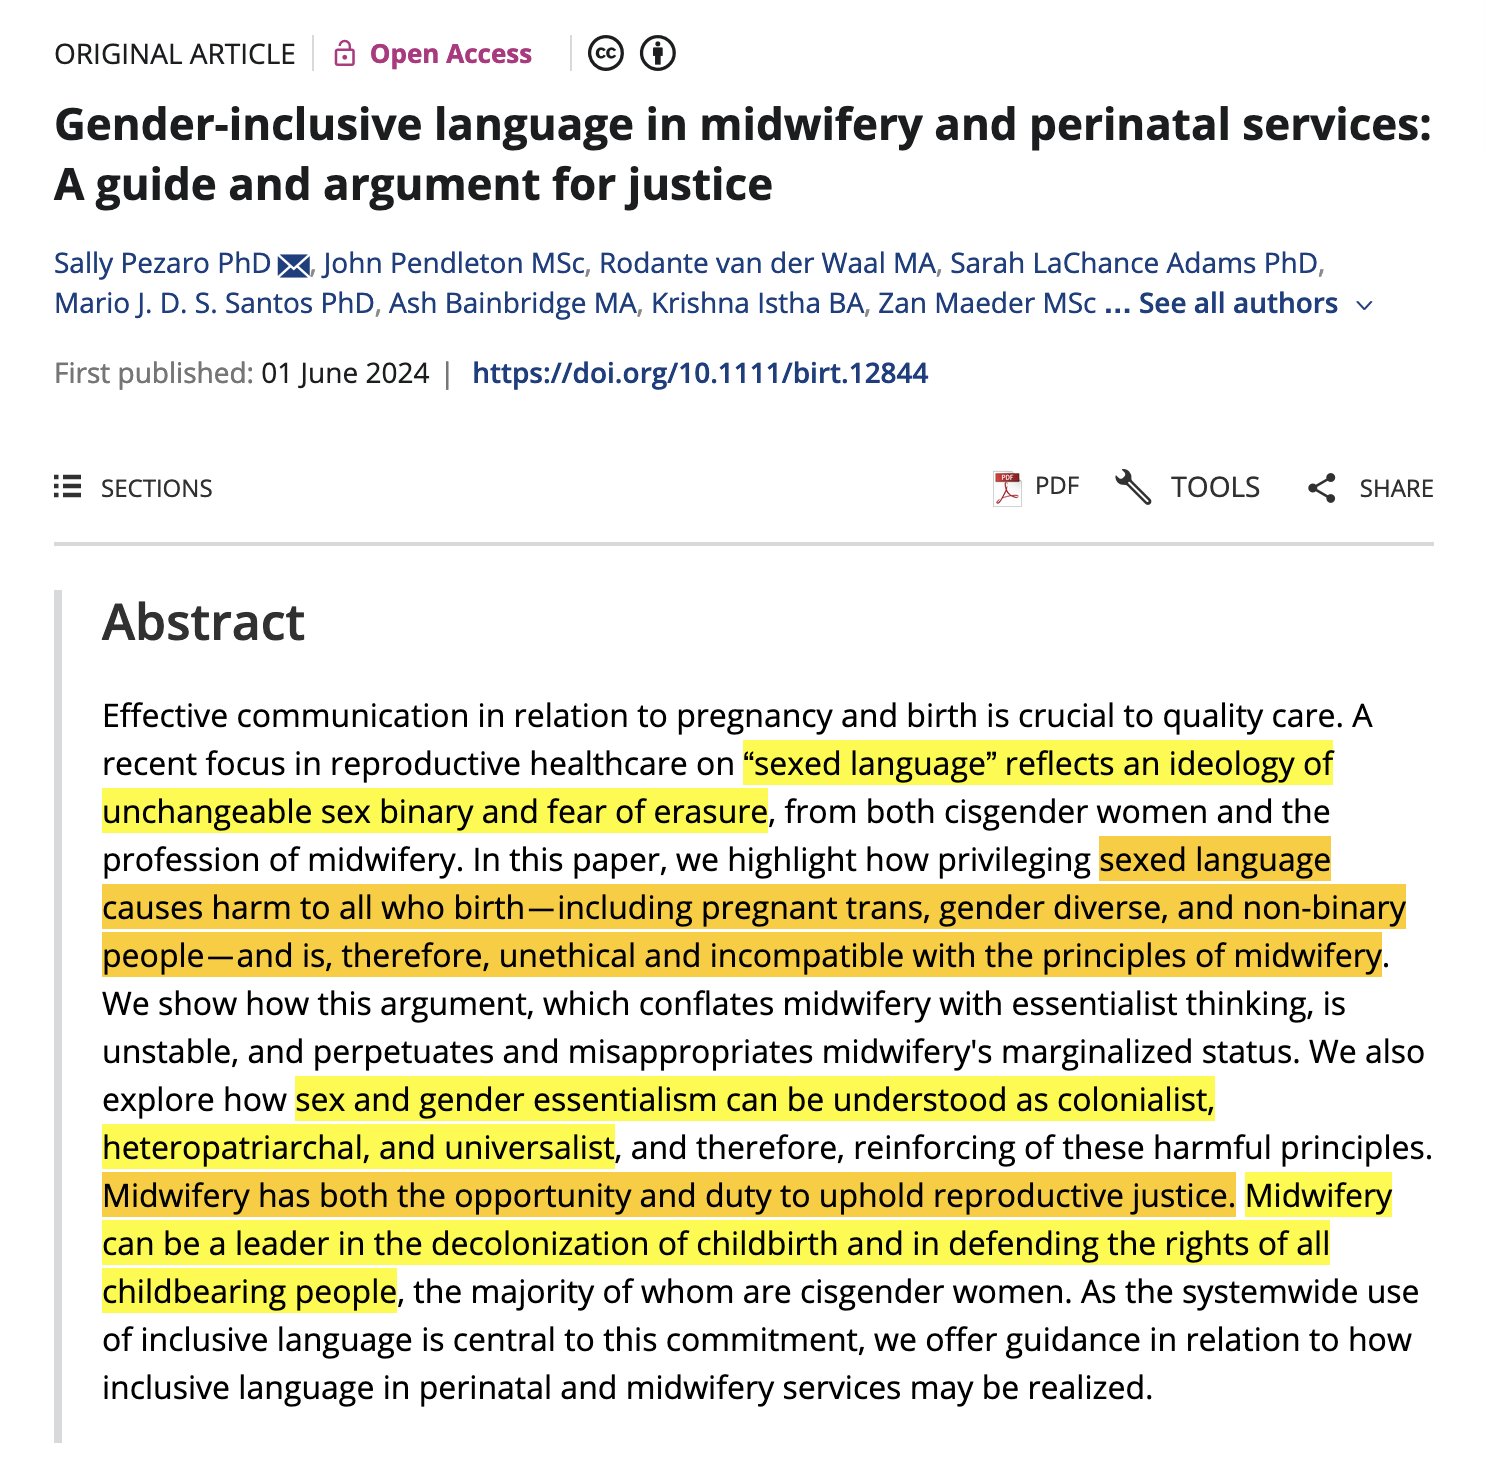 ORIGINAL ARTICLE Open Access cc
Gender-inclusive language in midwifery and perinatal services:
A guide and argument for justice
Sally Pezaro PhD, John Pendleton MSc, Rodante van der Waal MA, Sarah LaChance Adams PhD,
Mario J. D. S. Santos PhD, Ash Bainbridge MA, Krishna Istha BA, Zan Maeder MSc ... See all authors
First published: 01 June 2024 | https://doi.org/10.1111/birt.12844
SECTIONS PDF PDF TOOLS SHARE
Abstract
Effective communication in relation to pregnancy and birth is crucial to quality care. A
recent focus in reproductive healthcare on “sexed language” reflects an ideology of
unchangeable sex binary and fear of erasure, from both cisgender women and the
profession of midwifery. In this paper, we highlight how privileging sexed language
causes harm to all who birth—including pregnant trans, gender diverse, and non-binary
people—and is, therefore, unethical and incompatible with the principles of midwifery.
We show how this argument, which conflates midwifery with essentialist thinking, is
unstable, and perpetuates and misappropriates midwifery's marginalized status. We also
explore how sex and gender essentialism can be understood as colonialist,
heteropatriarchal, and universalist, and therefore, reinforcing of these harmful principles.
Midwifery has both the opportunity and duty to uphold reproductive justice. Midwifery
can be a leader in the decolonization of childbirth and in defending the rights of all
childbearing people, the majority of whom are cisgender women. As the systemwide use
of inclusive language is central to this commitment, we offer guidance in relation to how
inclusive language in perinatal and midwifery services may be realized.